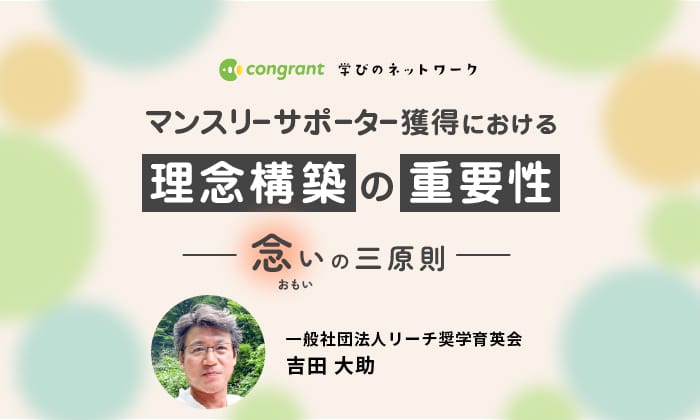 congrant 学びのネットワーク
マンスリーサポーター獲得における
理念構築の重要性
念いの三原則
おもい
一般社団法人リーチ奨学育英会
吉田 大助